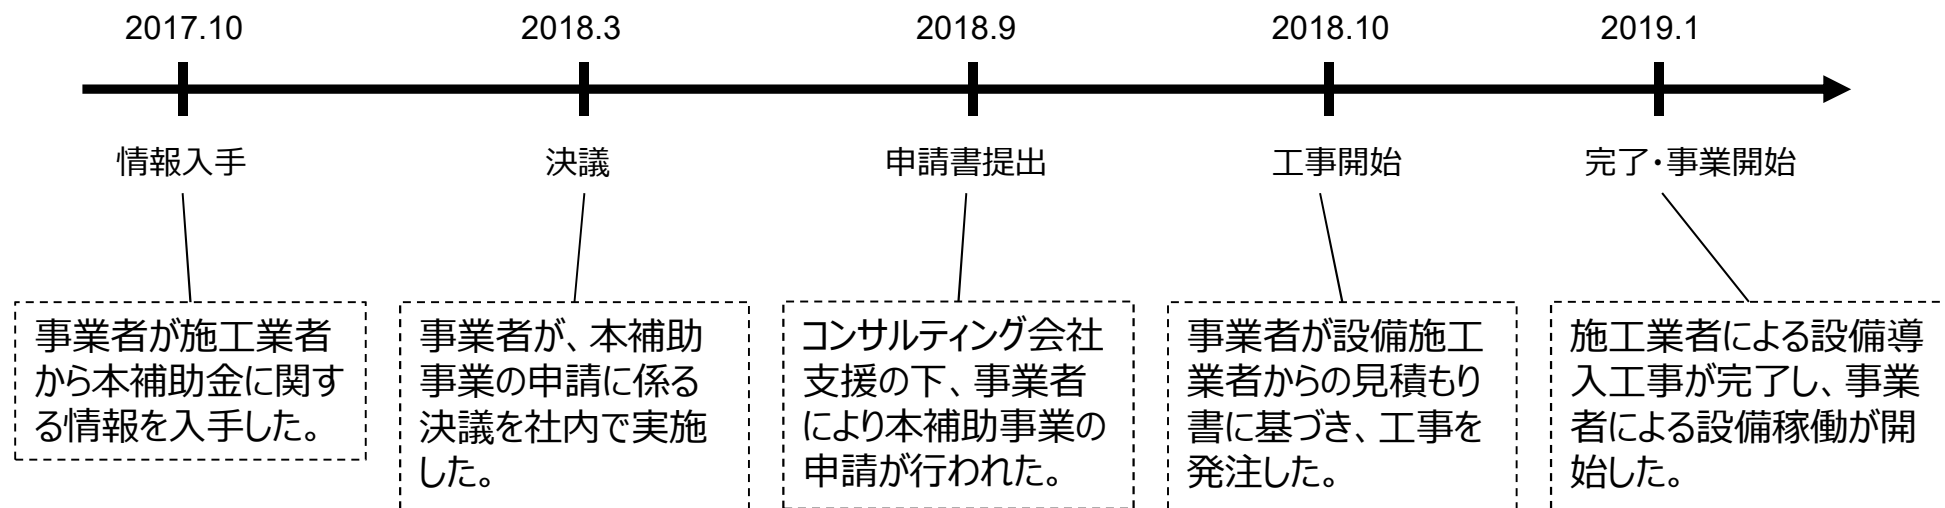 2017.10
2018.3
2018.9
2018.10
2019.1
情報入手
決議
申請書提出
工事開始
完了・事業開始
事業者が施工業者
から本補助金に関す
る情報を入手した。
事業者が、本補助
事業の申請に係る
決議を社内で実施
した。
コンサルティング会社
支援の下、事業者
により本補助事業の
申請が行われた。
事業者が設備施工
業者からの見積もり
書に基づき、工事を
発注した。
施工業者による設備導
入工事が完了し、事業
者による設備稼働が開
始した。